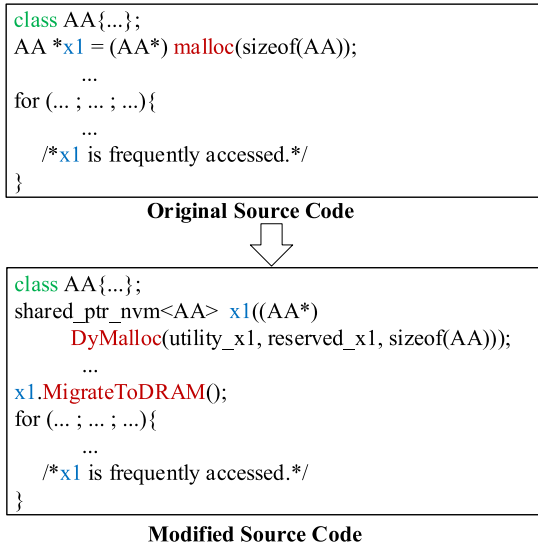 class AA{...};
AA *x1 = (AA*) malloc(sizeof(AA));
...
for (... ; ... ; ...){
...
/*x1 is frequently accessed.*/
}
Original Source Code
class AA{...};
shared_ptr_nvm<AA> x1((AA*)
DyMalloc(utility_x1, reserved_x1, sizeof(AA)));
...
x1.MigrateToDRAM();
for (... ; ... ; ...){
...
/*x1 is frequently accessed.*/
}
Modified Source Code